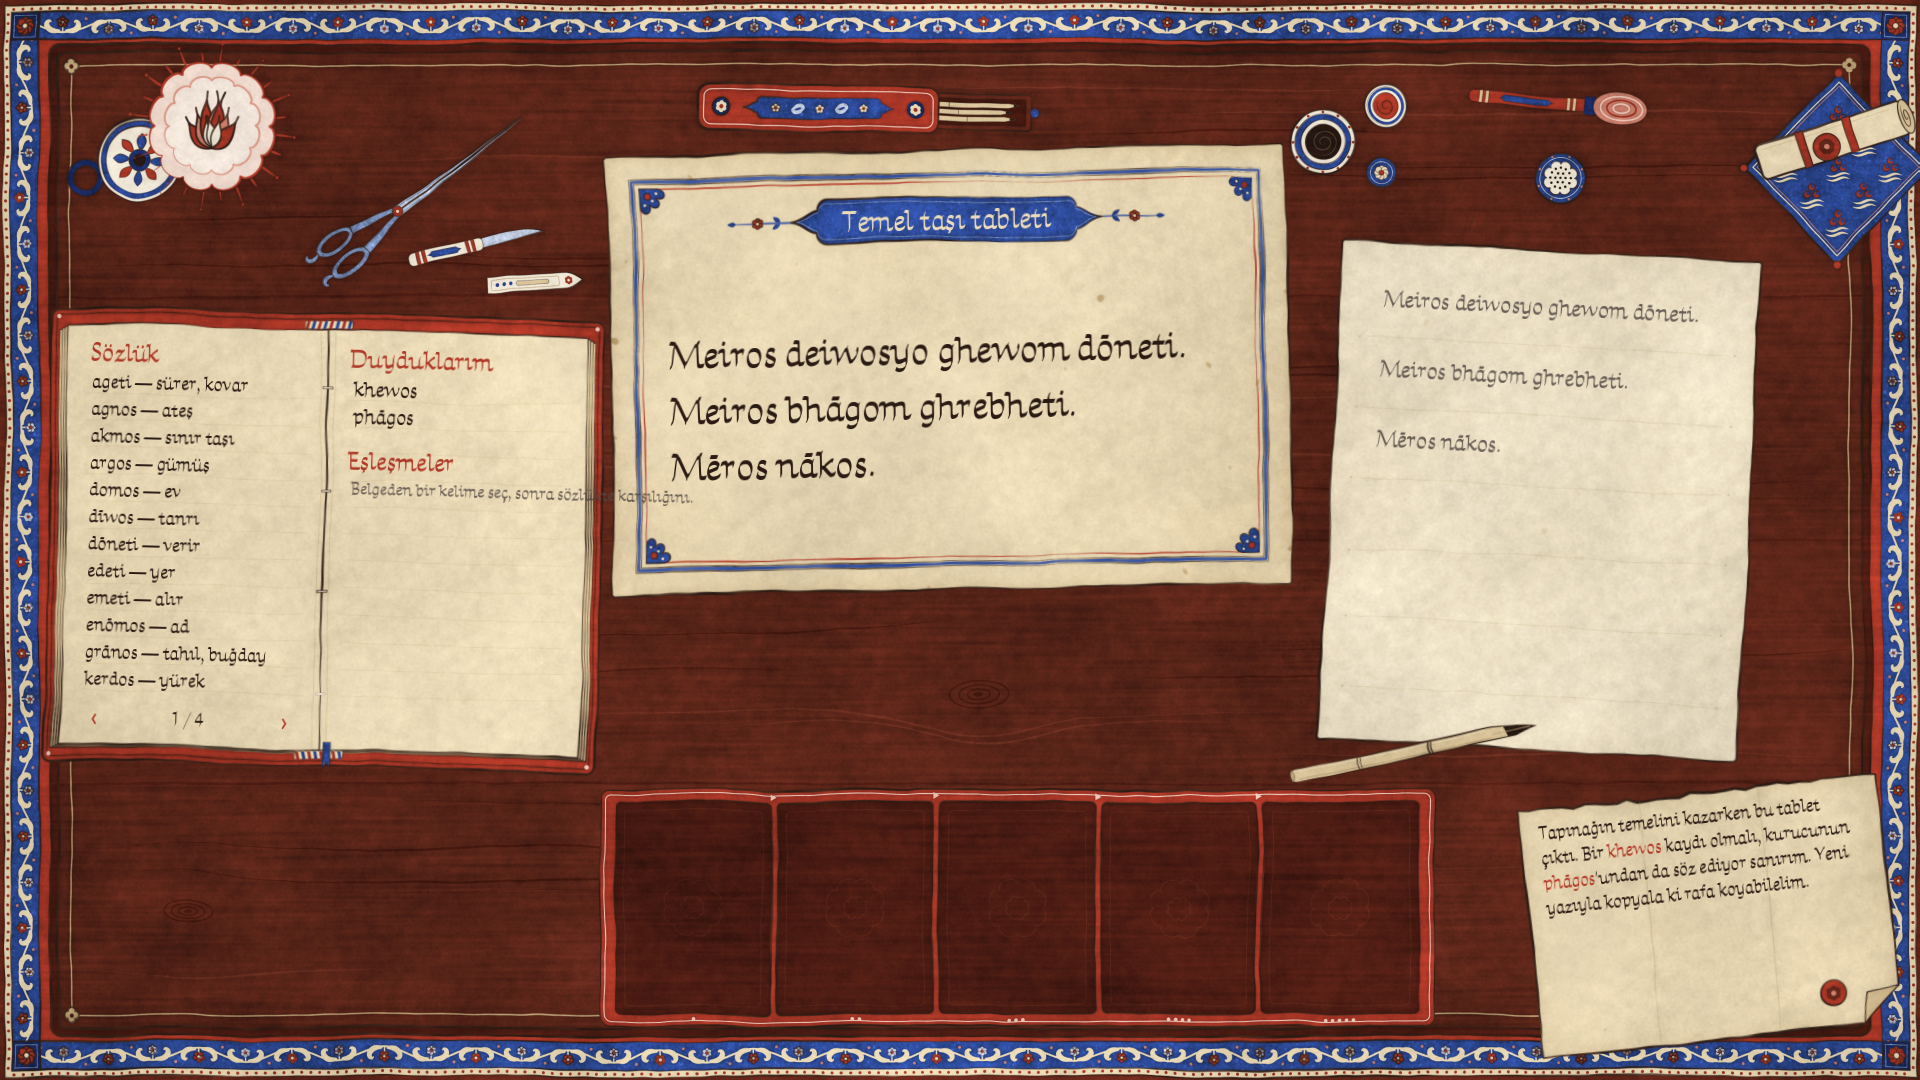 Temel taşı tableti
Meiros deiwosyo ghewom dōneti.
Meiros bhāgom ghrebheti.
Mēros nākos.
Sözlük
ageti — sürer, kovar
agnos — ateş
akmos — sınır taşı
argos — gümüş
domos — ev
dīwos — tanrı
dōneti — verir
edeti — yer
emeti — alır
enōmos — ad
grānos — tahıl, buğday
kerdos — yürek
‹ 1 / 4 ›
Duyduklarım
khewos
phāgos
Eşleşmeler
Belgeden bir kelime seç, sonra sözlükte karşılığını.
Meiros deiwosyo ghewom dōneti.
Meiros bhāgom ghrebheti.
Mēros nākos.
Tapınağın temelini kazarken bu tablet
çıktı. Bir khewos kaydı olmalı, kurucunun
phāgos'undan da söz ediyor sanırım. Yeni
yazıyla kopyala ki rafa koyabilelim.